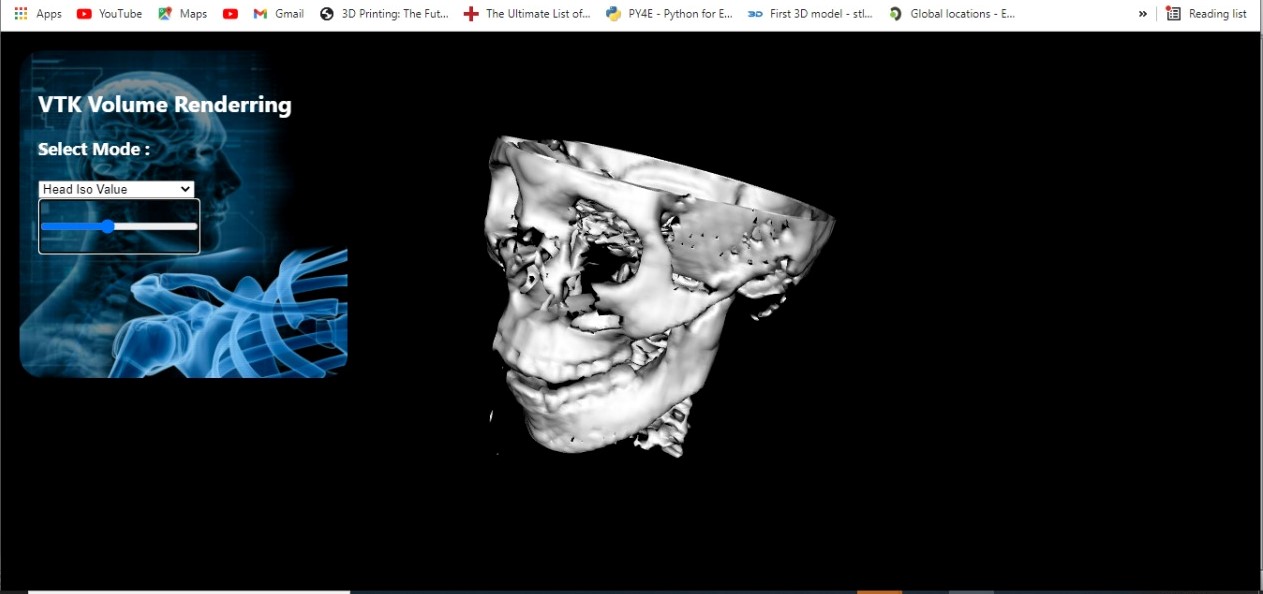 Apps YouTube Maps Gmail 3D Printing: The Fut... The Ultimate List of... PY4E - Python for E... 3D First 3D model - stl... Global locations - E... » Reading list
VTK Volume Renderring
Select Mode :
Head Iso Value